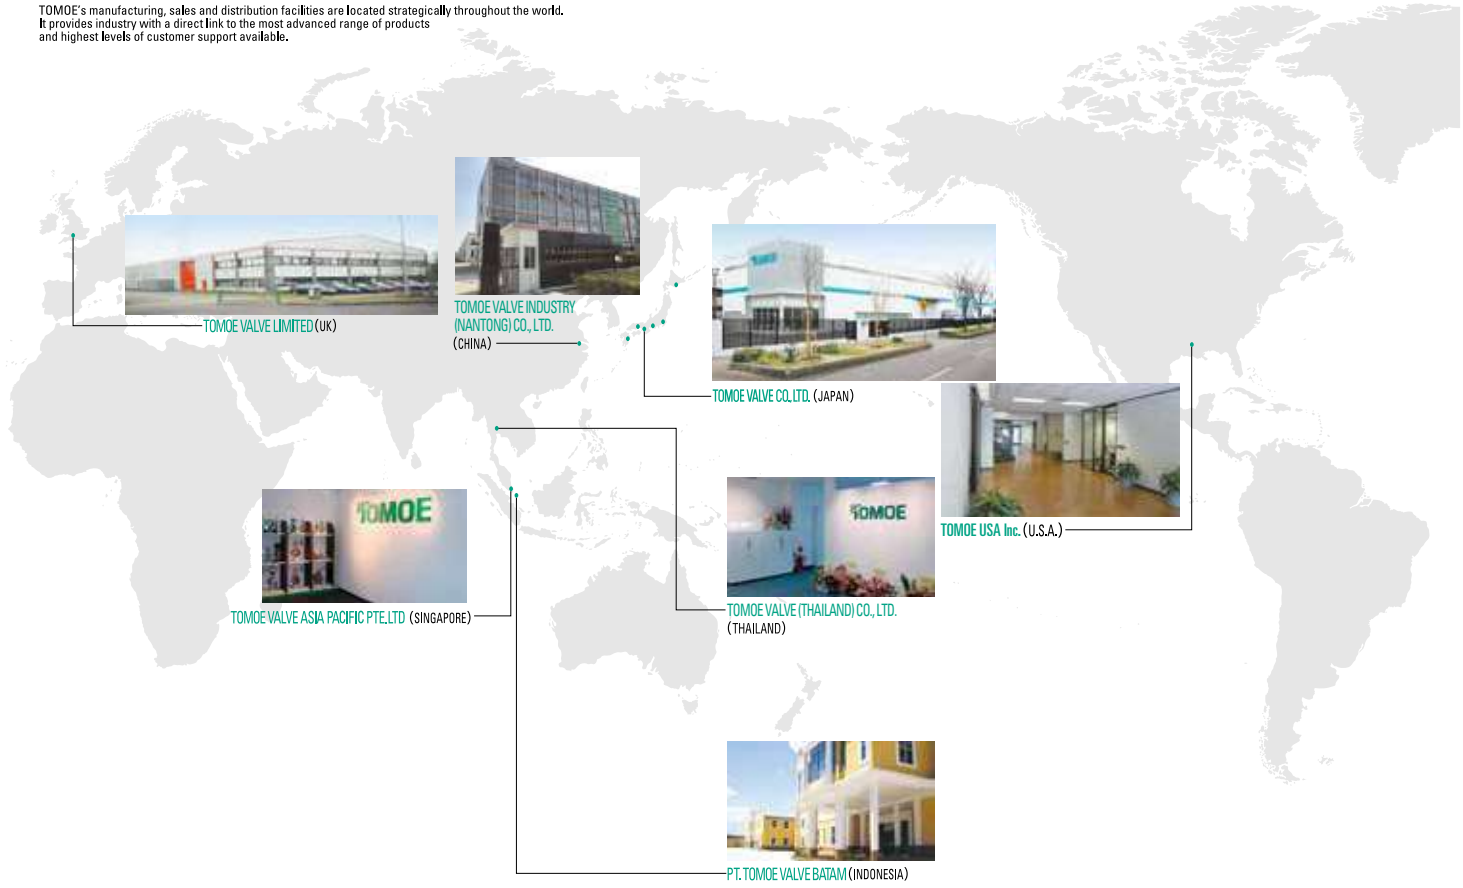 TOMOE's manufacturing, sales and distribution facilities are located strategically throughout the world.
It provides industry with a direct link to the most advanced range of products
and highest levels of customer support available.
TOMOE VALVE LIMITED (UK)
TOMOE VALVE INDUSTRY
(NANTONG) CO., LTD.
(CHINA)
TOMOE
TOMOE VALVE CO.,LTD. (JAPAN)
TOMOE USA Inc. (U.S.A.)
TOMOE
TOMOE VALVE ASIA PACIFIC PTE.LTD (SINGAPORE)
TOMOE
TOMOE VALVE (THAILAND) CO., LTD.
(THAILAND)
PT. TOMOE VALVE BATAM (INDONESIA)